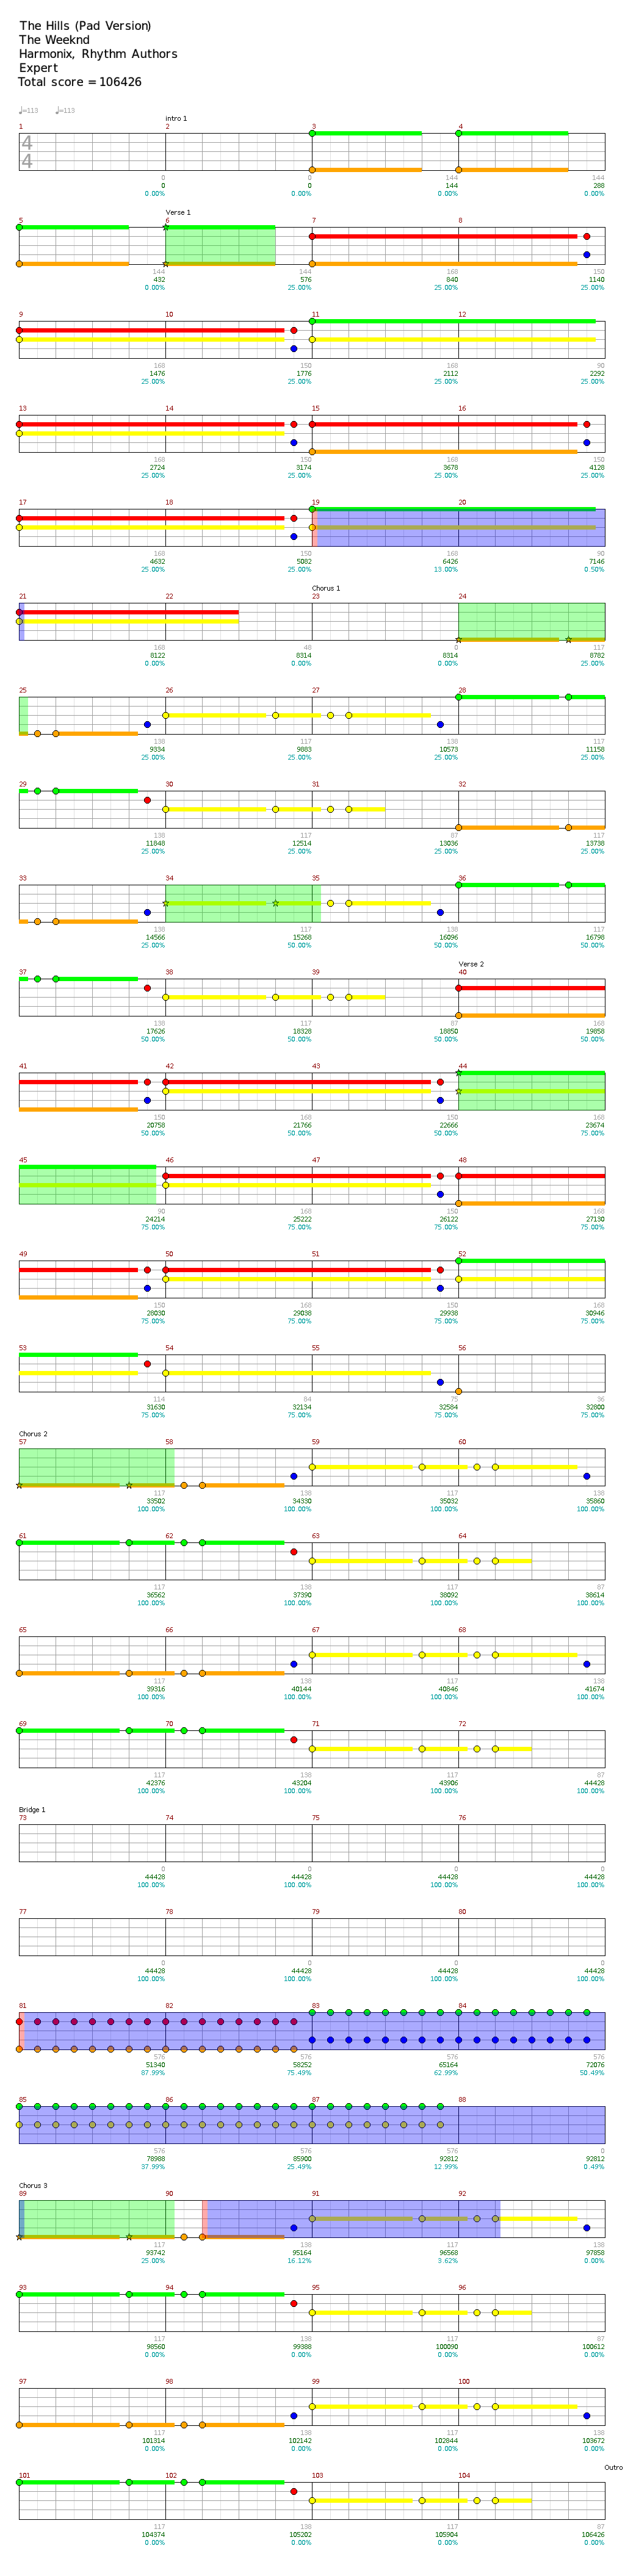 The Hills (Pad Version)
The Weeknd
Harmonix, Rhythm Authors
Expert
Total score = 106426
♩=113 ♩=113
intro 1
1 2 3 4
4
4
0 0 144 144
0 0 144 288
0.00% 0.00% 0.00% 0.00%
Verse 1
5 6 7 8
144 144 168 150
432 576 840 1140
0.00% 25.00% 25.00% 25.00%
9 10 11 12
168 150 168 90
1476 1776 2112 2292
25.00% 25.00% 25.00% 25.00%
13 14 15 16
168 150 168 150
2724 3174 3678 4128
25.00% 25.00% 25.00% 25.00%
17 18 19 20
168 150 168 90
4632 5082 6426 7146
25.00% 25.00% 13.00% 0.50%
Chorus 1
21 22 23 24
168 48 0 117
8122 8314 8314 8782
0.00% 0.00% 0.00% 25.00%
25 26 27 28
138 117 138 117
9334 9883 10573 11158
25.00% 25.00% 25.00% 25.00%
29 30 31 32
138 117 87 117
11848 12514 13036 13738
25.00% 25.00% 25.00% 25.00%
33 34 35 36
138 117 138 117
14566 15268 16096 16798
25.00% 50.00% 50.00% 50.00%
Verse 2
37 38 39 40
138 117 87 168
17626 18328 18850 19858
50.00% 50.00% 50.00% 50.00%
41 42 43 44
150 168 150 168
20758 21766 22666 23674
50.00% 50.00% 50.00% 75.00%
45 46 47 48
90 168 150 168
24214 25222 26122 27130
75.00% 75.00% 75.00% 75.00%
49 50 51 52
150 168 150 168
28030 29038 29938 30946
75.00% 75.00% 75.00% 75.00%
53 54 55 56
114 84 75 36
31630 32134 32584 32800
75.00% 75.00% 75.00% 75.00%
Chorus 2
57 58 59 60
117 138 117 138
33502 34330 35032 35860
100.00% 100.00% 100.00% 100.00%
61 62 63 64
117 138 117 87
36562 37390 38092 38614
100.00% 100.00% 100.00% 100.00%
65 66 67 68
117 138 117 138
39316 40144 40846 41674
100.00% 100.00% 100.00% 100.00%
69 70 71 72
117 138 117 87
42376 43204 43906 44428
100.00% 100.00% 100.00% 100.00%
Bridge 1
73 74 75 76
0 0 0 0
44428 44428 44428 44428
100.00% 100.00% 100.00% 100.00%
77 78 79 80
0 0 0 0
44428 44428 44428 44428
100.00% 100.00% 100.00% 100.00%
81 82 83 84
576 576 576 576
51340 58252 65164 72076
87.99% 75.49% 62.99% 50.49%
85 86 87 88
576 576 576 0
78988 85900 92812 92812
37.99% 25.49% 12.99% 0.49%
Chorus 3
89 90 91 92
117 138 117 138
93742 95164 96568 97858
25.00% 16.12% 3.62% 0.00%
93 94 95 96
117 138 117 87
98560 99388 100090 100612
0.00% 0.00% 0.00% 0.00%
97 98 99 100
117 138 117 138
101314 102142 102844 103672
0.00% 0.00% 0.00% 0.00%
Outro
101 102 103 104
117 138 117 87
104374 105202 105904 106426
0.00% 0.00% 0.00% 0.00%